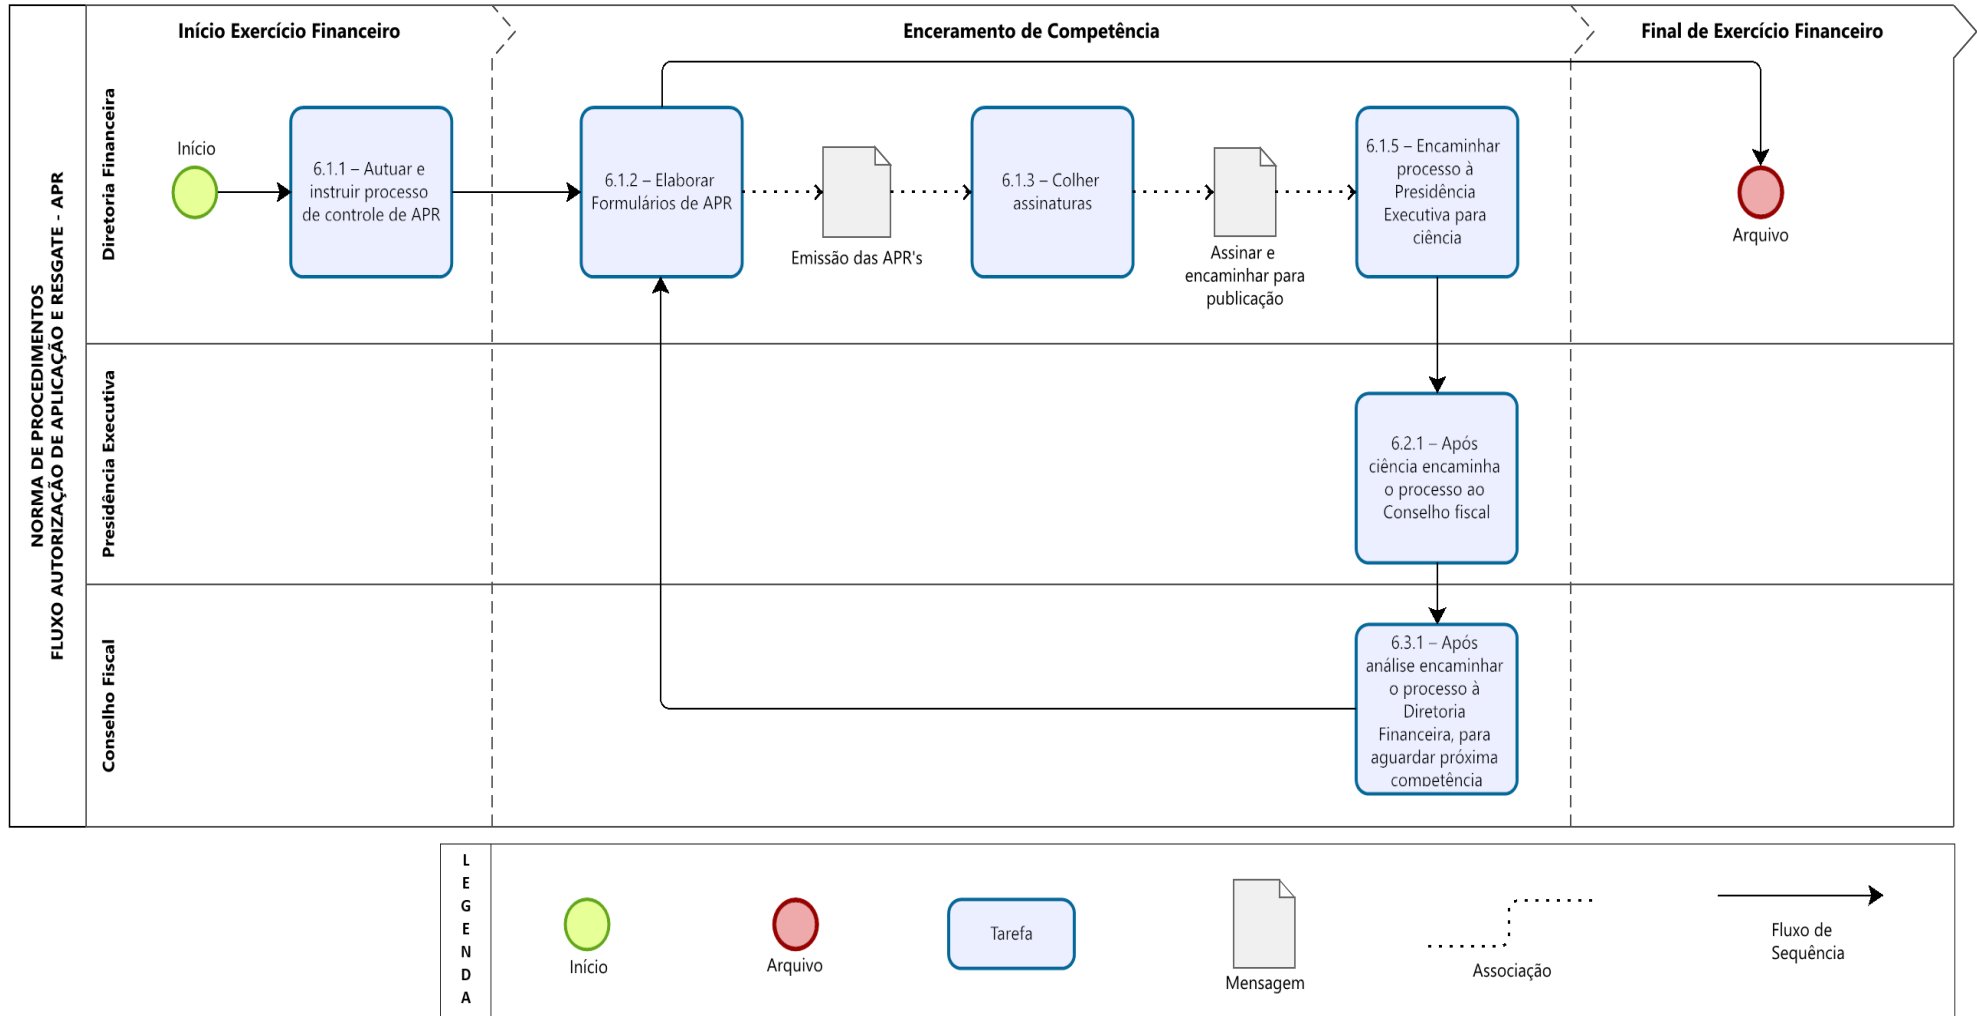 NORMA DE PROCEDIMENTOS
FLUXO AUTORIZAÇÃO DE APLICAÇÃO E RESGATE - APR
Início Exercício Financeiro
Enceramento de Competência
Final de Exercício Financeiro
Diretoria Financeira
Início
6.1.1 – Autuar e
instruir processo
de controle de APR
6.1.2 – Elaborar
Formulários de APR
Emissão das APR's
6.1.3 – Colher
assinaturas
Assinar e
encaminhar para
publicação
6.1.5 – Encaminhar
processo à
Presidência
Executiva para
ciência
Arquivo
Presidência Executiva
6.2.1 – Após
ciência encaminha
o processo ao
Conselho fiscal
Conselho Fiscal
6.3.1 – Após
análise encaminhar
o processo à
Diretoria
Financeira, para
aguardar próxima
competência
L
E
G
E
N
D
A
Início
Arquivo
Tarefa
Mensagem
Associação
Fluxo de
Sequência